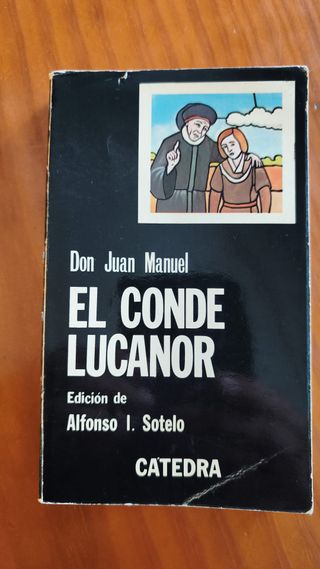 Don Juan Manuel
EL CONDE
LUCANOR
Edición de
Alfonso I. Sotelo
CATEDRA